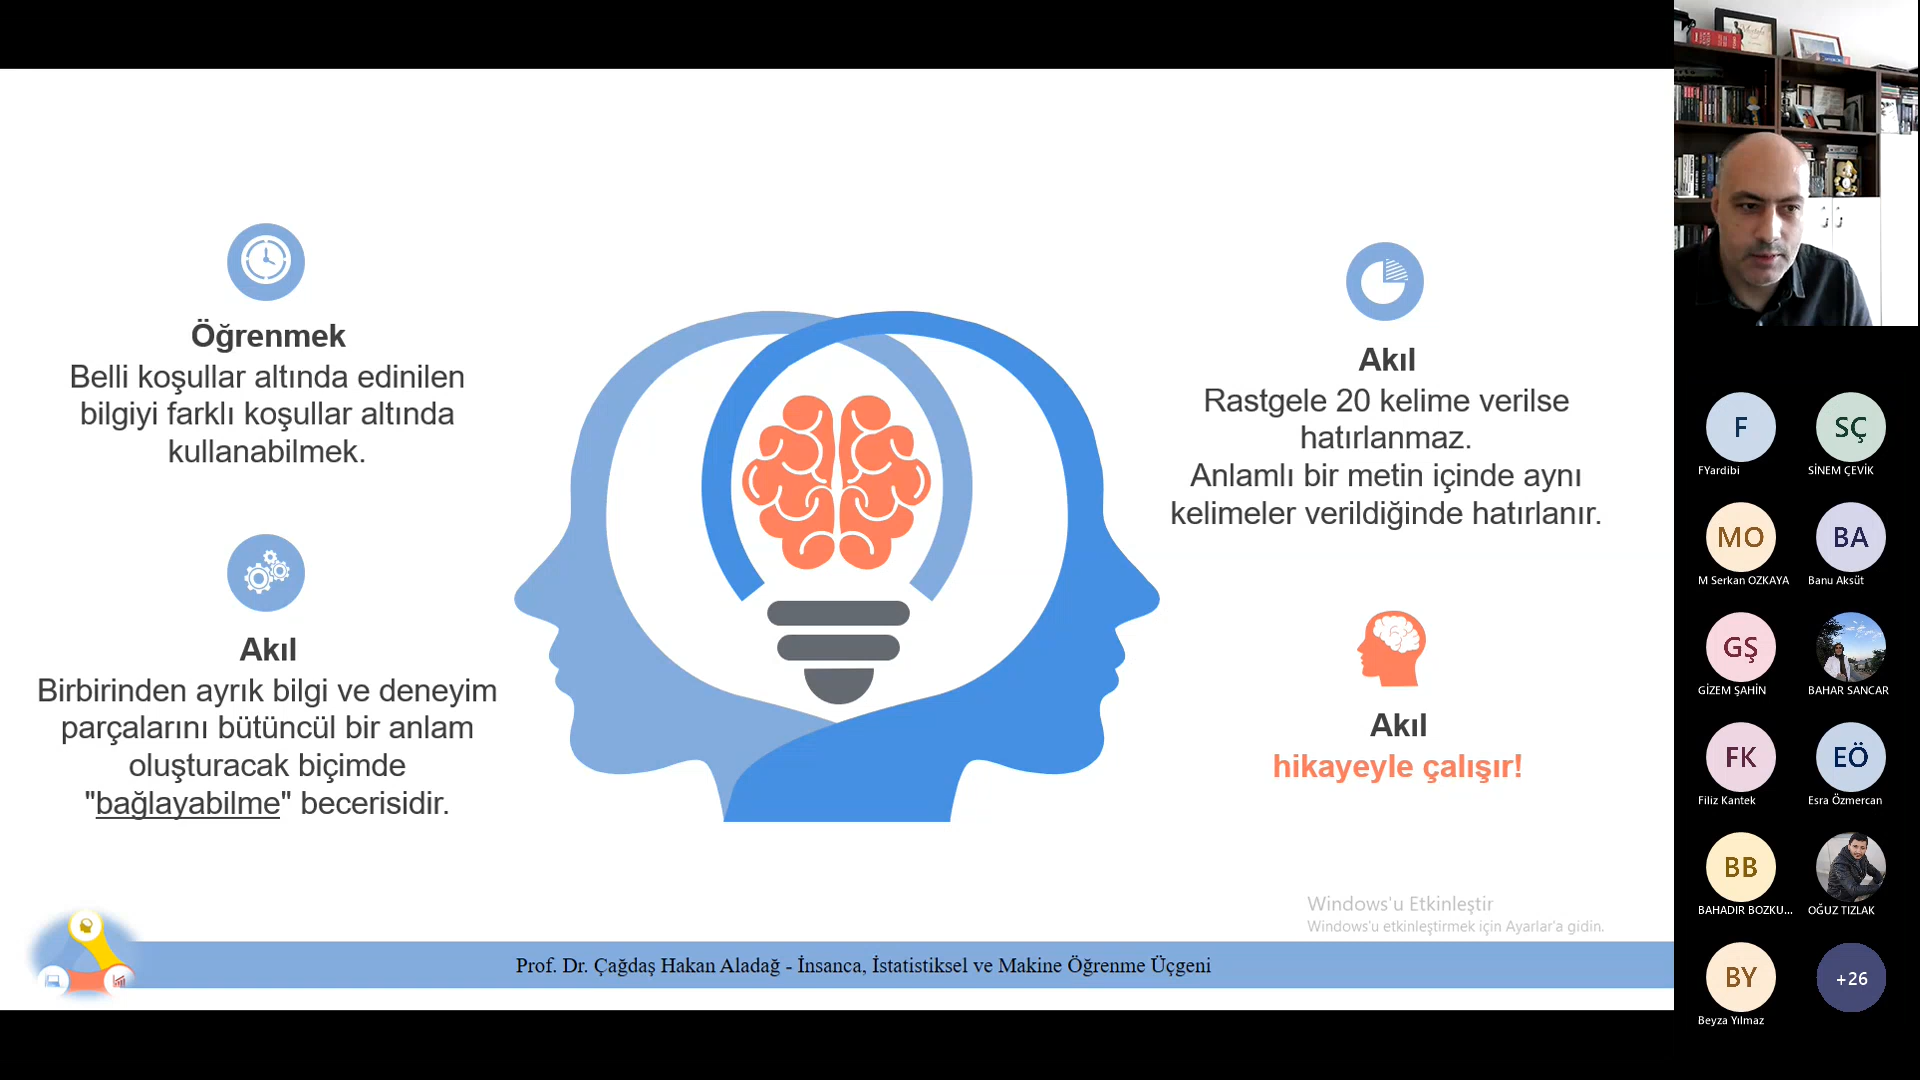 Öğrenmek
Belli koşullar altında edinilen
bilgiyi farklı koşullar altında
kullanabilmek.
Akıl
Birbirinden ayrık bilgi ve deneyim
parçalarını bütüncül bir anlam
oluşturacak biçimde
"bağlayabilme" becerisidir.
Akıl
Rastgele 20 kelime verilse
hatırlanmaz.
Anlamlı bir metin içinde aynı
kelimeler verildiğinde hatırlanır.
Akıl
hikayeyle çalışır!
Windows'u Etkinleştir
Windows'u etkinleştirmek için Ayarlar'a gidin.
Prof. Dr. Çağdaş Hakan Aladağ - İnsanca, İstatistiksel ve Makine Öğrenme Üçgeni
F
FYardibi
SÇ
SİNEM ÇEVİK
MO
M Serkan OZKAYA
BA
Banu Aksüt
GŞ
GİZEM ŞAHİN
BAHAR SANCAR
FK
Filiz Kantek
EÖ
Esra Özmercan
BB
BAHADIR BOZKU...
OĞUZ TIZLAK
BY
Beyza Yılmaz
+26